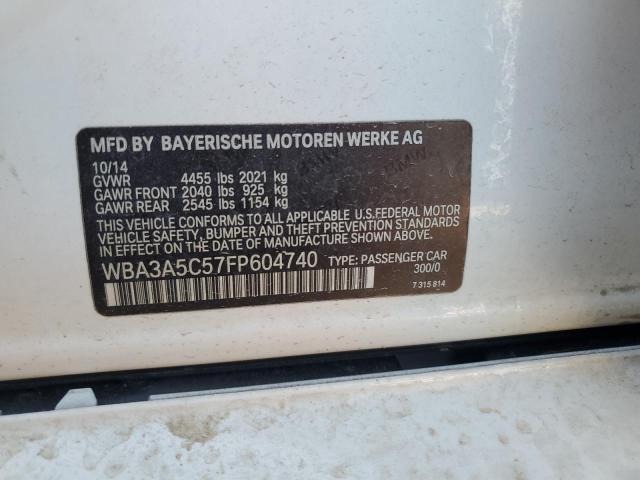 MFD BY BAYERISCHE MOTOREN WERKE AG
10/14
GVWR 4455 lbs 2021 kg
GAWR FRONT 2040 lbs 925 kg
GAWR REAR 2545 lbs 1154 kg
THIS VEHICLE CONFORMS TO ALL APPLICABLE U.S.FEDERAL MOTOR
VEHICLE SAFETY, BUMPER AND THEFT PREVENTION STANDARDS
IN EFFECT ON THE DATE OF MANUFACTURE SHOWN ABOVE.
WBA3A5C57FP604740 TYPE: PASSENGER CAR
300/0
7 315 814